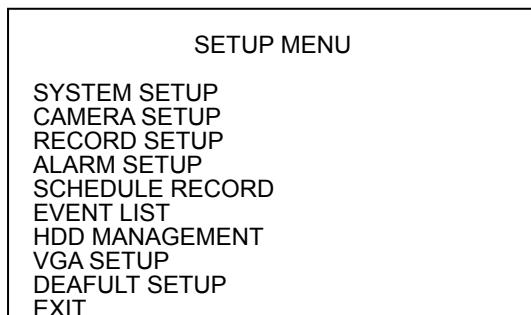 SETUP MENU
SYSTEM SETUP
CAMERA SETUP
RECORD SETUP
ALARM SETUP
SCHEDULE RECORD
EVENT LIST
HDD MANAGEMENT
VGA SETUP
DEAFULT SETUP
EXIT